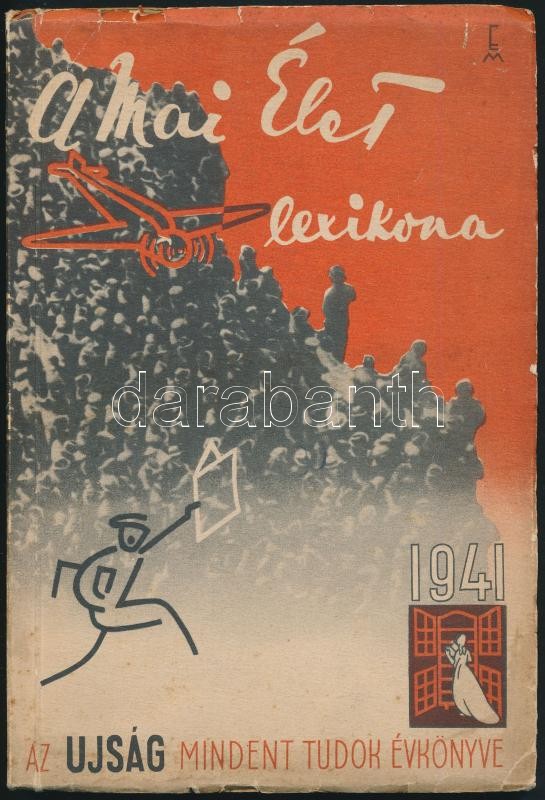 EM
A Mai Élet
lexikona
darabanth
1941
AZ UJSÁG MINDENT TUDOK ÉVKÖNYVE